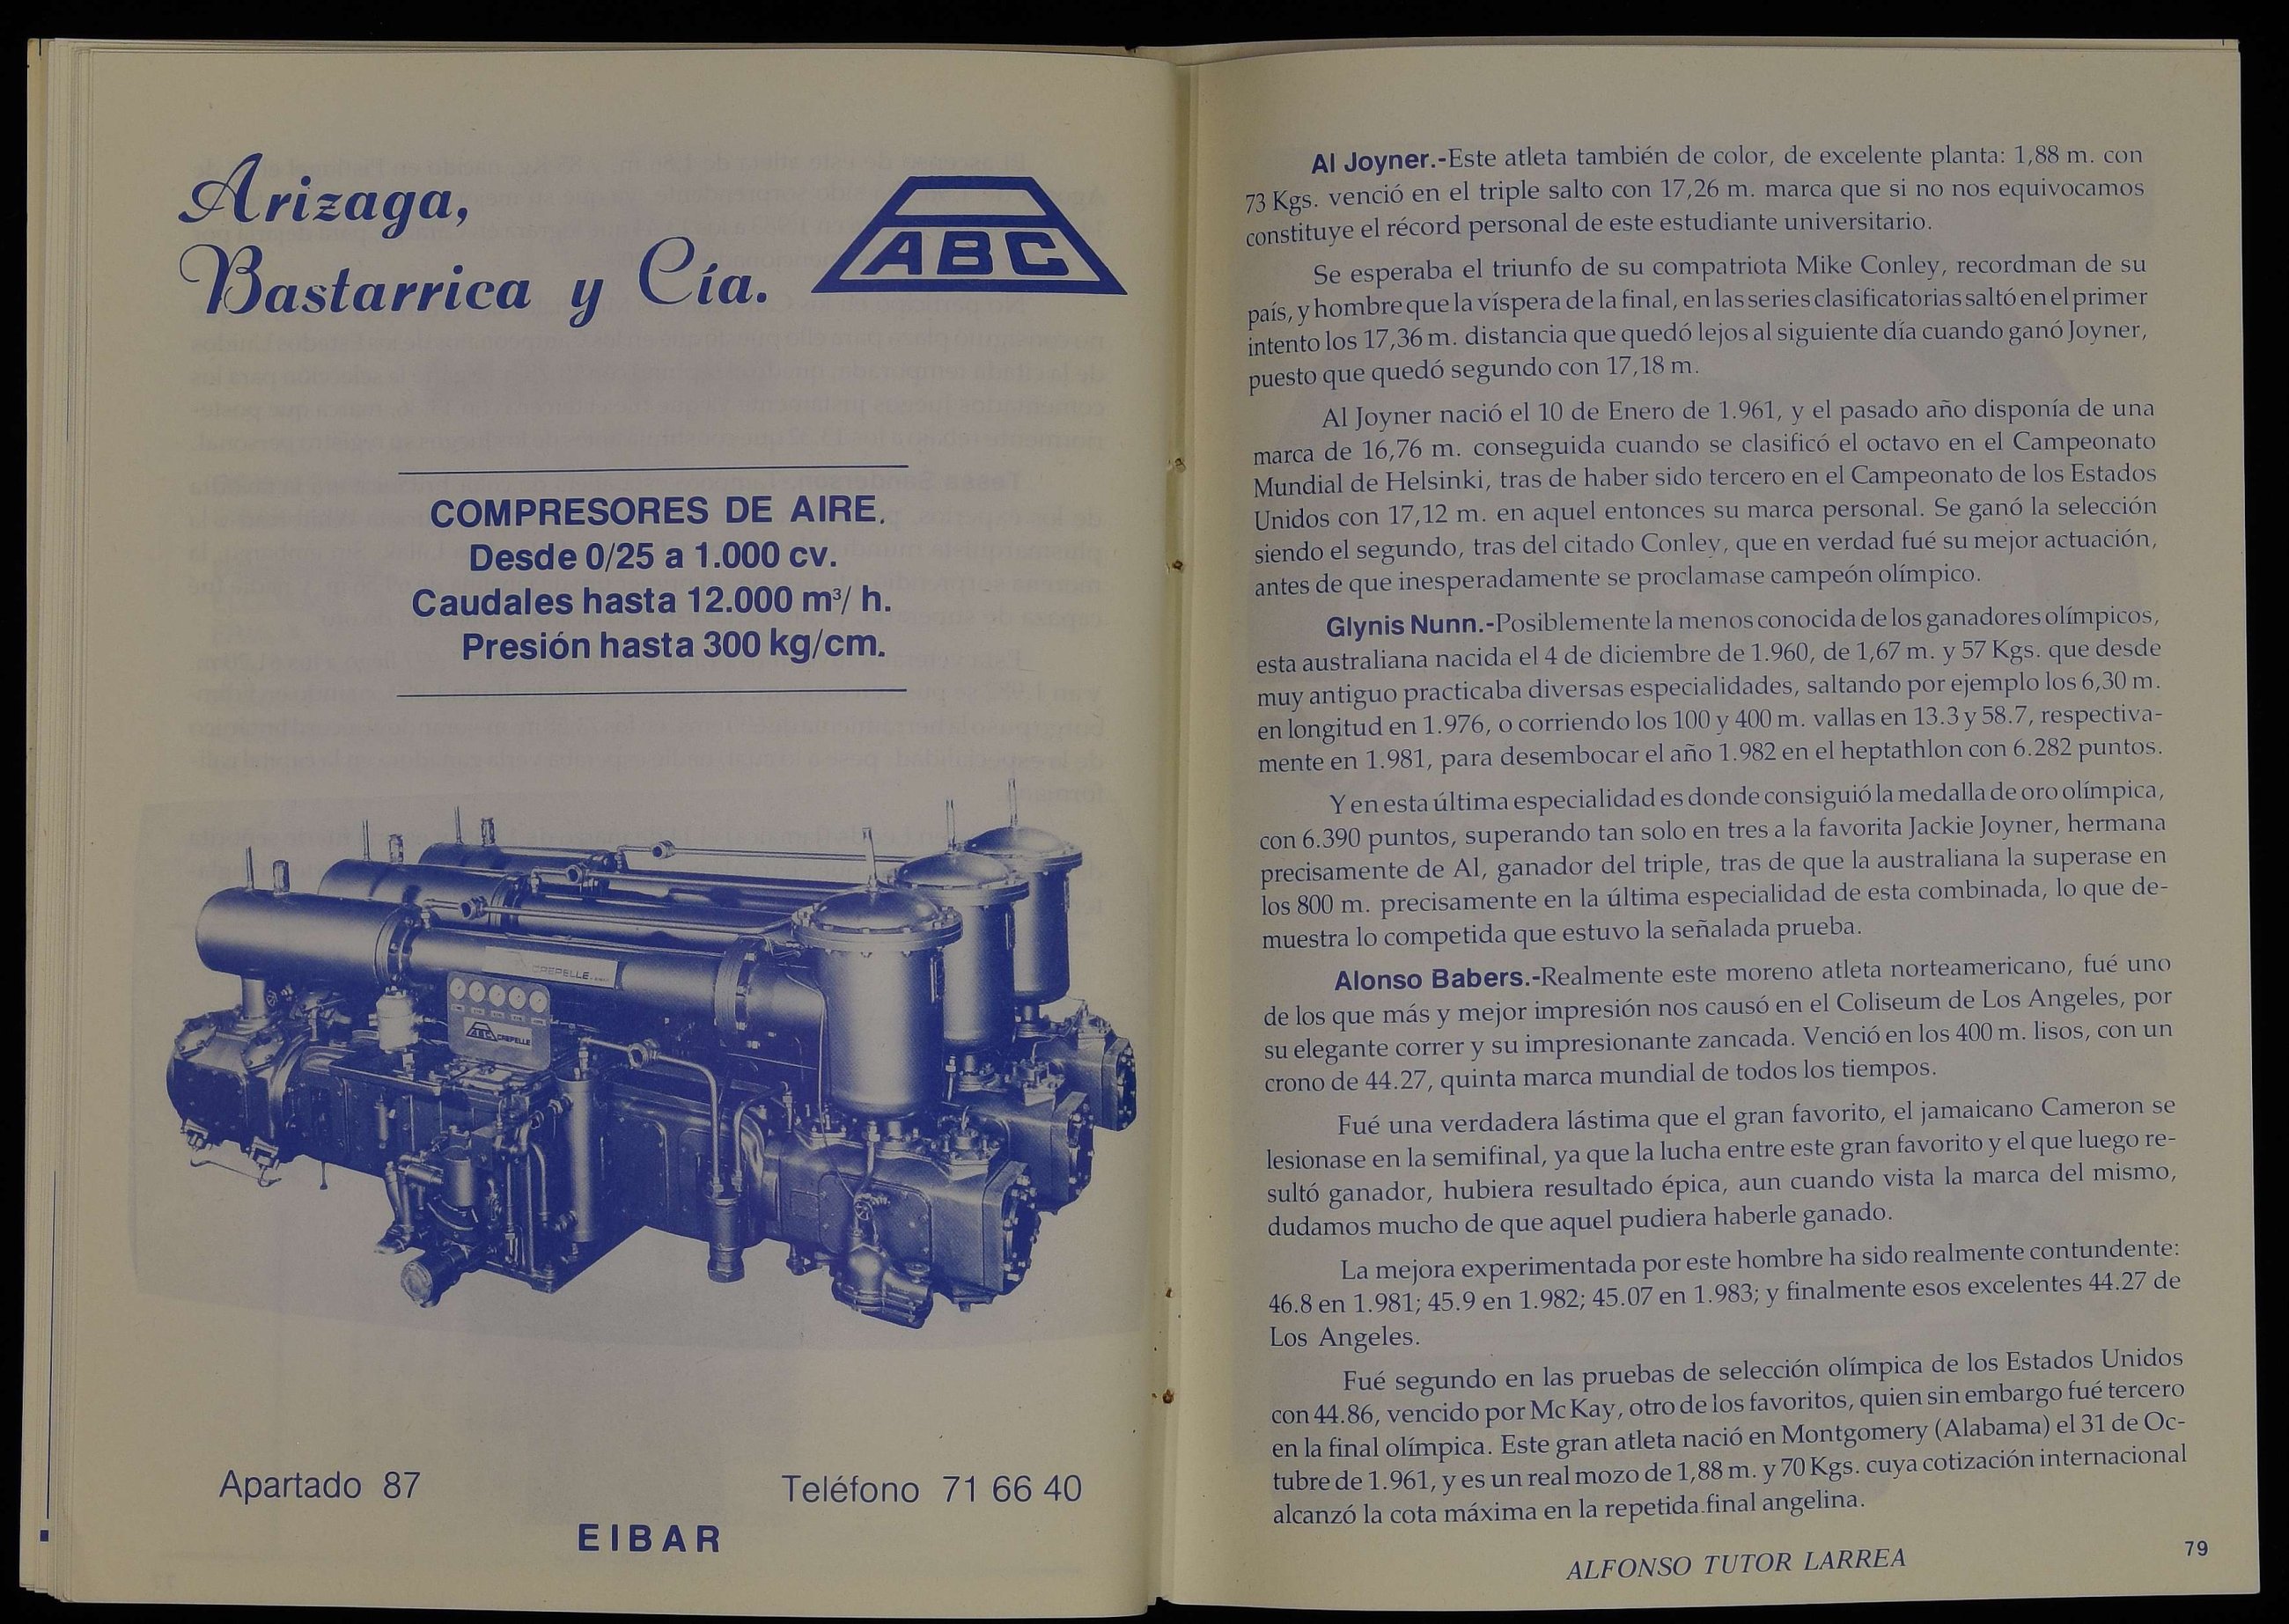 Arizaga,
Bastarrica y Cía.
ABC
COMPRESORES DE AIRE.
Desde 0/25 a 1.000 cv.
Caudales hasta 12.000 m³/ h.
Presión hasta 300 kg/cm.
CREPELLE
ABC CREPELLE
Apartado 87
Teléfono 71 66 40
EIBAR
Al Joyner.-Este atleta también de color, de excelente planta: 1,88 m. con
73 Kgs. venció en el triple salto con 17,26 m. marca que si no nos equivocamos
constituye el récord personal de este estudiante universitario.
Se esperaba el triunfo de su compatriota Mike Conley, recordman de su
país, y hombre que la víspera de la final, en las series clasificatorias saltó en el primer
intento los 17,36 m. distancia que quedó lejos al siguiente día cuando ganó Joyner,
puesto que quedó segundo con 17,18 m.
Al Joyner nació el 10 de Enero de 1.961, y el pasado año disponía de una
marca de 16,76 m. conseguida cuando se clasificó el octavo en el Campeonato
Mundial de Helsinki, tras de haber sido tercero en el Campeonato de los Estados
Unidos con 17,12 m. en aquel entonces su marca personal. Se ganó la selección
siendo el segundo, tras del citado Conley, que en verdad fué su mejor actuación,
antes de que inesperadamente se proclamase campeón olímpico.
Glynis Nunn.-Posiblemente la menos conocida de los ganadores olímpicos,
esta australiana nacida el 4 de diciembre de 1.960, de 1,67 m. y 57 Kgs. que desde
muy antiguo practicaba diversas especialidades, saltando por ejemplo los 6,30 m.
en longitud en 1.976, o corriendo los 100 y 400 m. vallas en 13.3 y 58.7, respectiva-
mente en 1.981, para desembocar el año 1.982 en el heptathlon con 6.282 puntos.
Y en esta última especialidad es donde consiguió la medalla de oro olímpica,
con 6.390 puntos, superando tan solo en tres a la favorita Jackie Joyner, hermana
precisamente de Al, ganador del triple, tras de que la australiana la superase en
los 800 m. precisamente en la última especialidad de esta combinada, lo que de-
muestra lo competida que estuvo la señalada prueba.
Alonso Babers.-Realmente este moreno atleta norteamericano, fué uno
de los que más y mejor impresión nos causó en el Coliseum de Los Angeles, por
su elegante correr y su impresionante zancada. Venció en los 400 m. lisos, con un
crono de 44.27, quinta marca mundial de todos los tiempos.
Fué una verdadera lástima que el gran favorito, el jamaicano Cameron se
lesionase en la semifinal, ya que la lucha entre este gran favorito y el que luego re-
sultó ganador, hubiera resultado épica, aun cuando vista la marca del mismo,
dudamos mucho de que aquel pudiera haberle ganado.
La mejora experimentada por este hombre ha sido realmente contundente:
46.8 en 1.981; 45.9 en 1.982; 45.07 en 1.983; y finalmente esos excelentes 44.27 de
Los Angeles.
Fué segundo en las pruebas de selección olímpica de los Estados Unidos
con 44.86, vencido por Mc Kay, otro de los favoritos, quien sin embargo fué tercero
en la final olímpica. Este gran atleta nació en Montgomery (Alabama) el 31 de Oc-
tubre de 1.961, y es un real mozo de 1,88 m. y 70 Kgs. cuya cotización internacional
alcanzó la cota máxima en la repetida.final angelina.
ALFONSO TUTOR LARREA
79